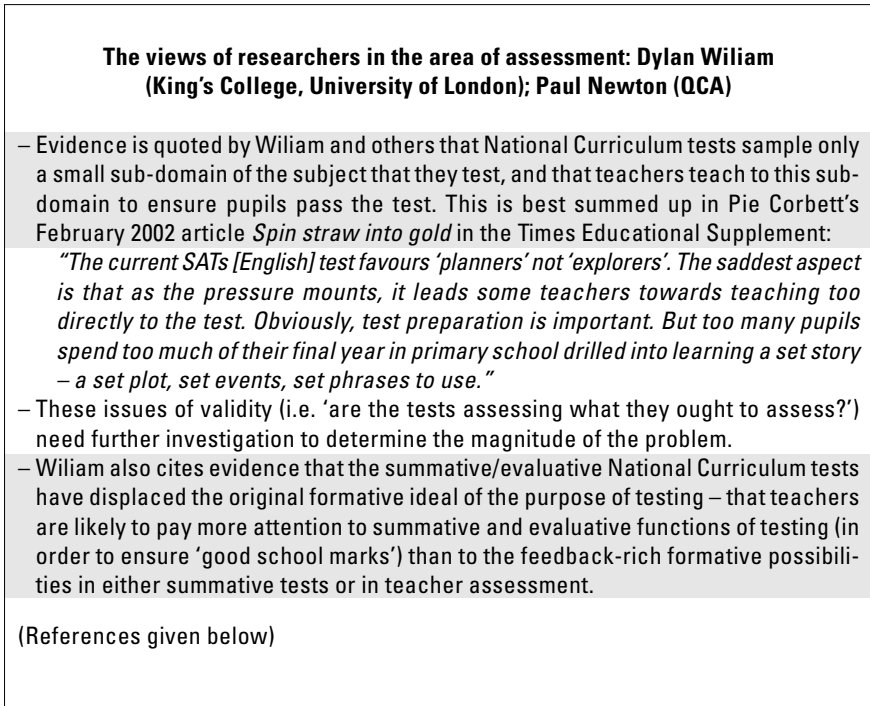 The views of researchers in the area of assessment: Dylan Wiliam
(King's College, University of London); Paul Newton (QCA)
– Evidence is quoted by Wiliam and others that National Curriculum tests sample only
a small sub-domain of the subject that they test, and that teachers teach to this sub-
domain to ensure pupils pass the test. This is best summed up in Pie Corbett's
February 2002 article Spin straw into gold in the Times Educational Supplement:
"The current SATs [English] test favours 'planners' not 'explorers'. The saddest aspect
is that as the pressure mounts, it leads some teachers towards teaching too
directly to the test. Obviously, test preparation is important. But too many pupils
spend too much of their final year in primary school drilled into learning a set story
– a set plot, set events, set phrases to use."
– These issues of validity (i.e. 'are the tests assessing what they ought to assess?')
need further investigation to determine the magnitude of the problem.
– Wiliam also cites evidence that the summative/evaluative National Curriculum tests
have displaced the original formative ideal of the purpose of testing – that teachers
are likely to pay more attention to summative and evaluative functions of testing (in
order to ensure 'good school marks') than to the feedback-rich formative possibili-
ties in either summative tests or in teacher assessment.
(References given below)